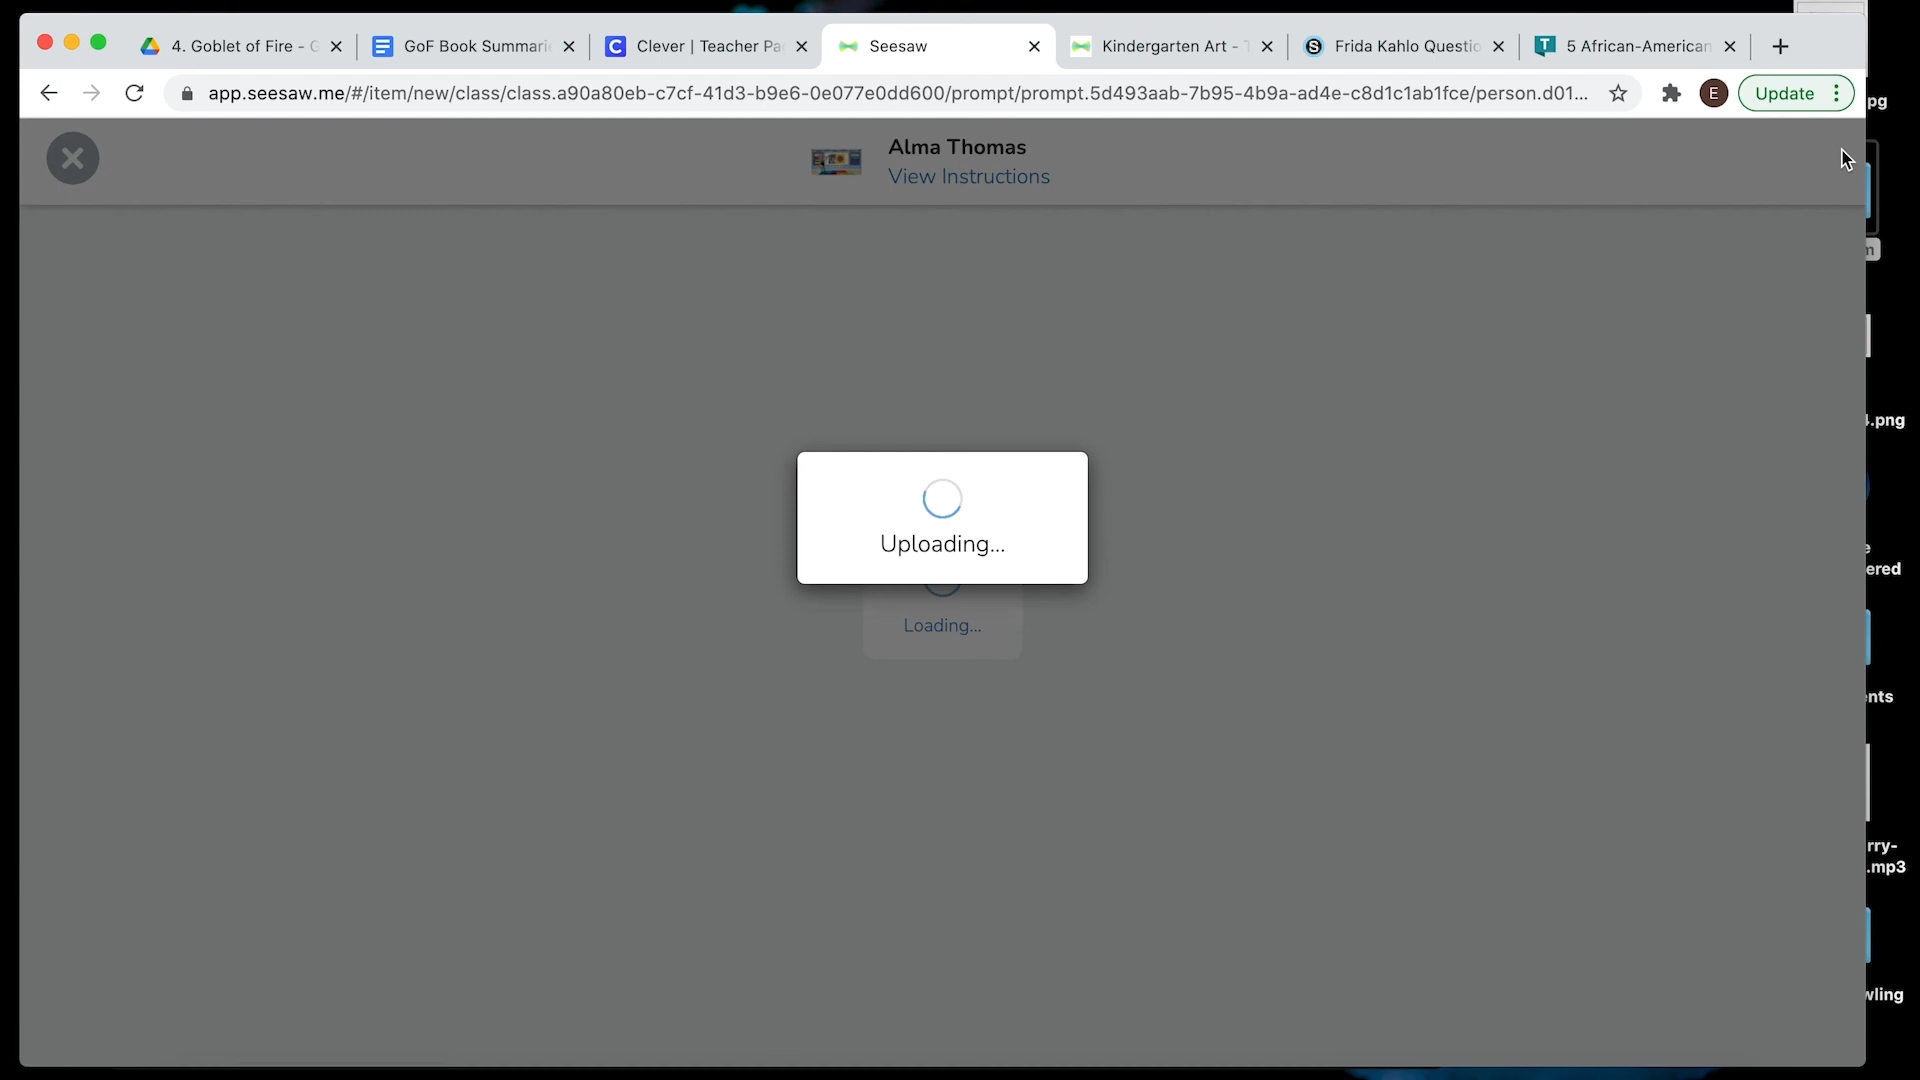 4. Goblet of Fire - G
GoF Book Summari
Clever | Teacher Pa
Seesaw
Kindergarten Art - T
Frida Kahlo Questio
5 African-American
app.seesaw.me/#/item/new/class/class.a90a80eb-c7cf-41d3-b9e6-0e077e0dd600/prompt/prompt.5d493aab-7b95-4b9a-ad4e-c8d1c1ab1fce/person.d01...
E
Update
Alma Thomas
View Instructions
Uploading...
Loading...
pg
m
4.png
e
ered
ents
rry-
.mp3
wling